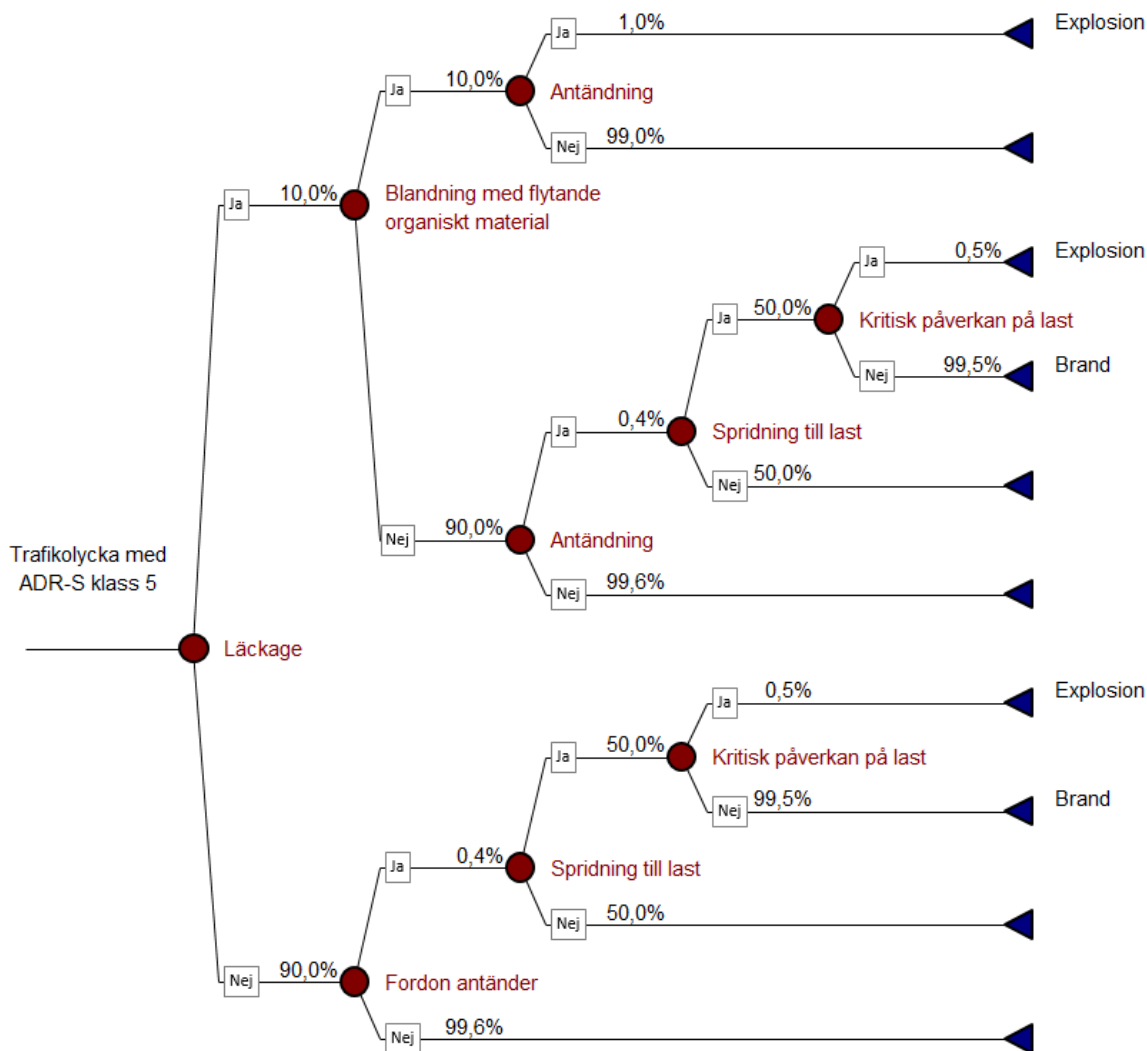 Ja 1,0% Explosion
Ja 10,0% Antändning
Nej 99,0%
Ja 10,0% Blandning med flytande
organiskt material
Ja 0,5% Explosion
Ja 50,0% Kritisk påverkan på last
Nej 99,5% Brand
Ja 0,4% Spridning till last
Nej 50,0%
Nej 90,0% Antändning
Trafikolycka med
ADR-S klass 5
Nej 99,6%
Läckage
Ja 0,5% Explosion
Ja 50,0% Kritisk påverkan på last
Nej 99,5% Brand
Ja 0,4% Spridning till last
Nej 50,0%
Nej 90,0% Fordon antänder
Nej 99,6%